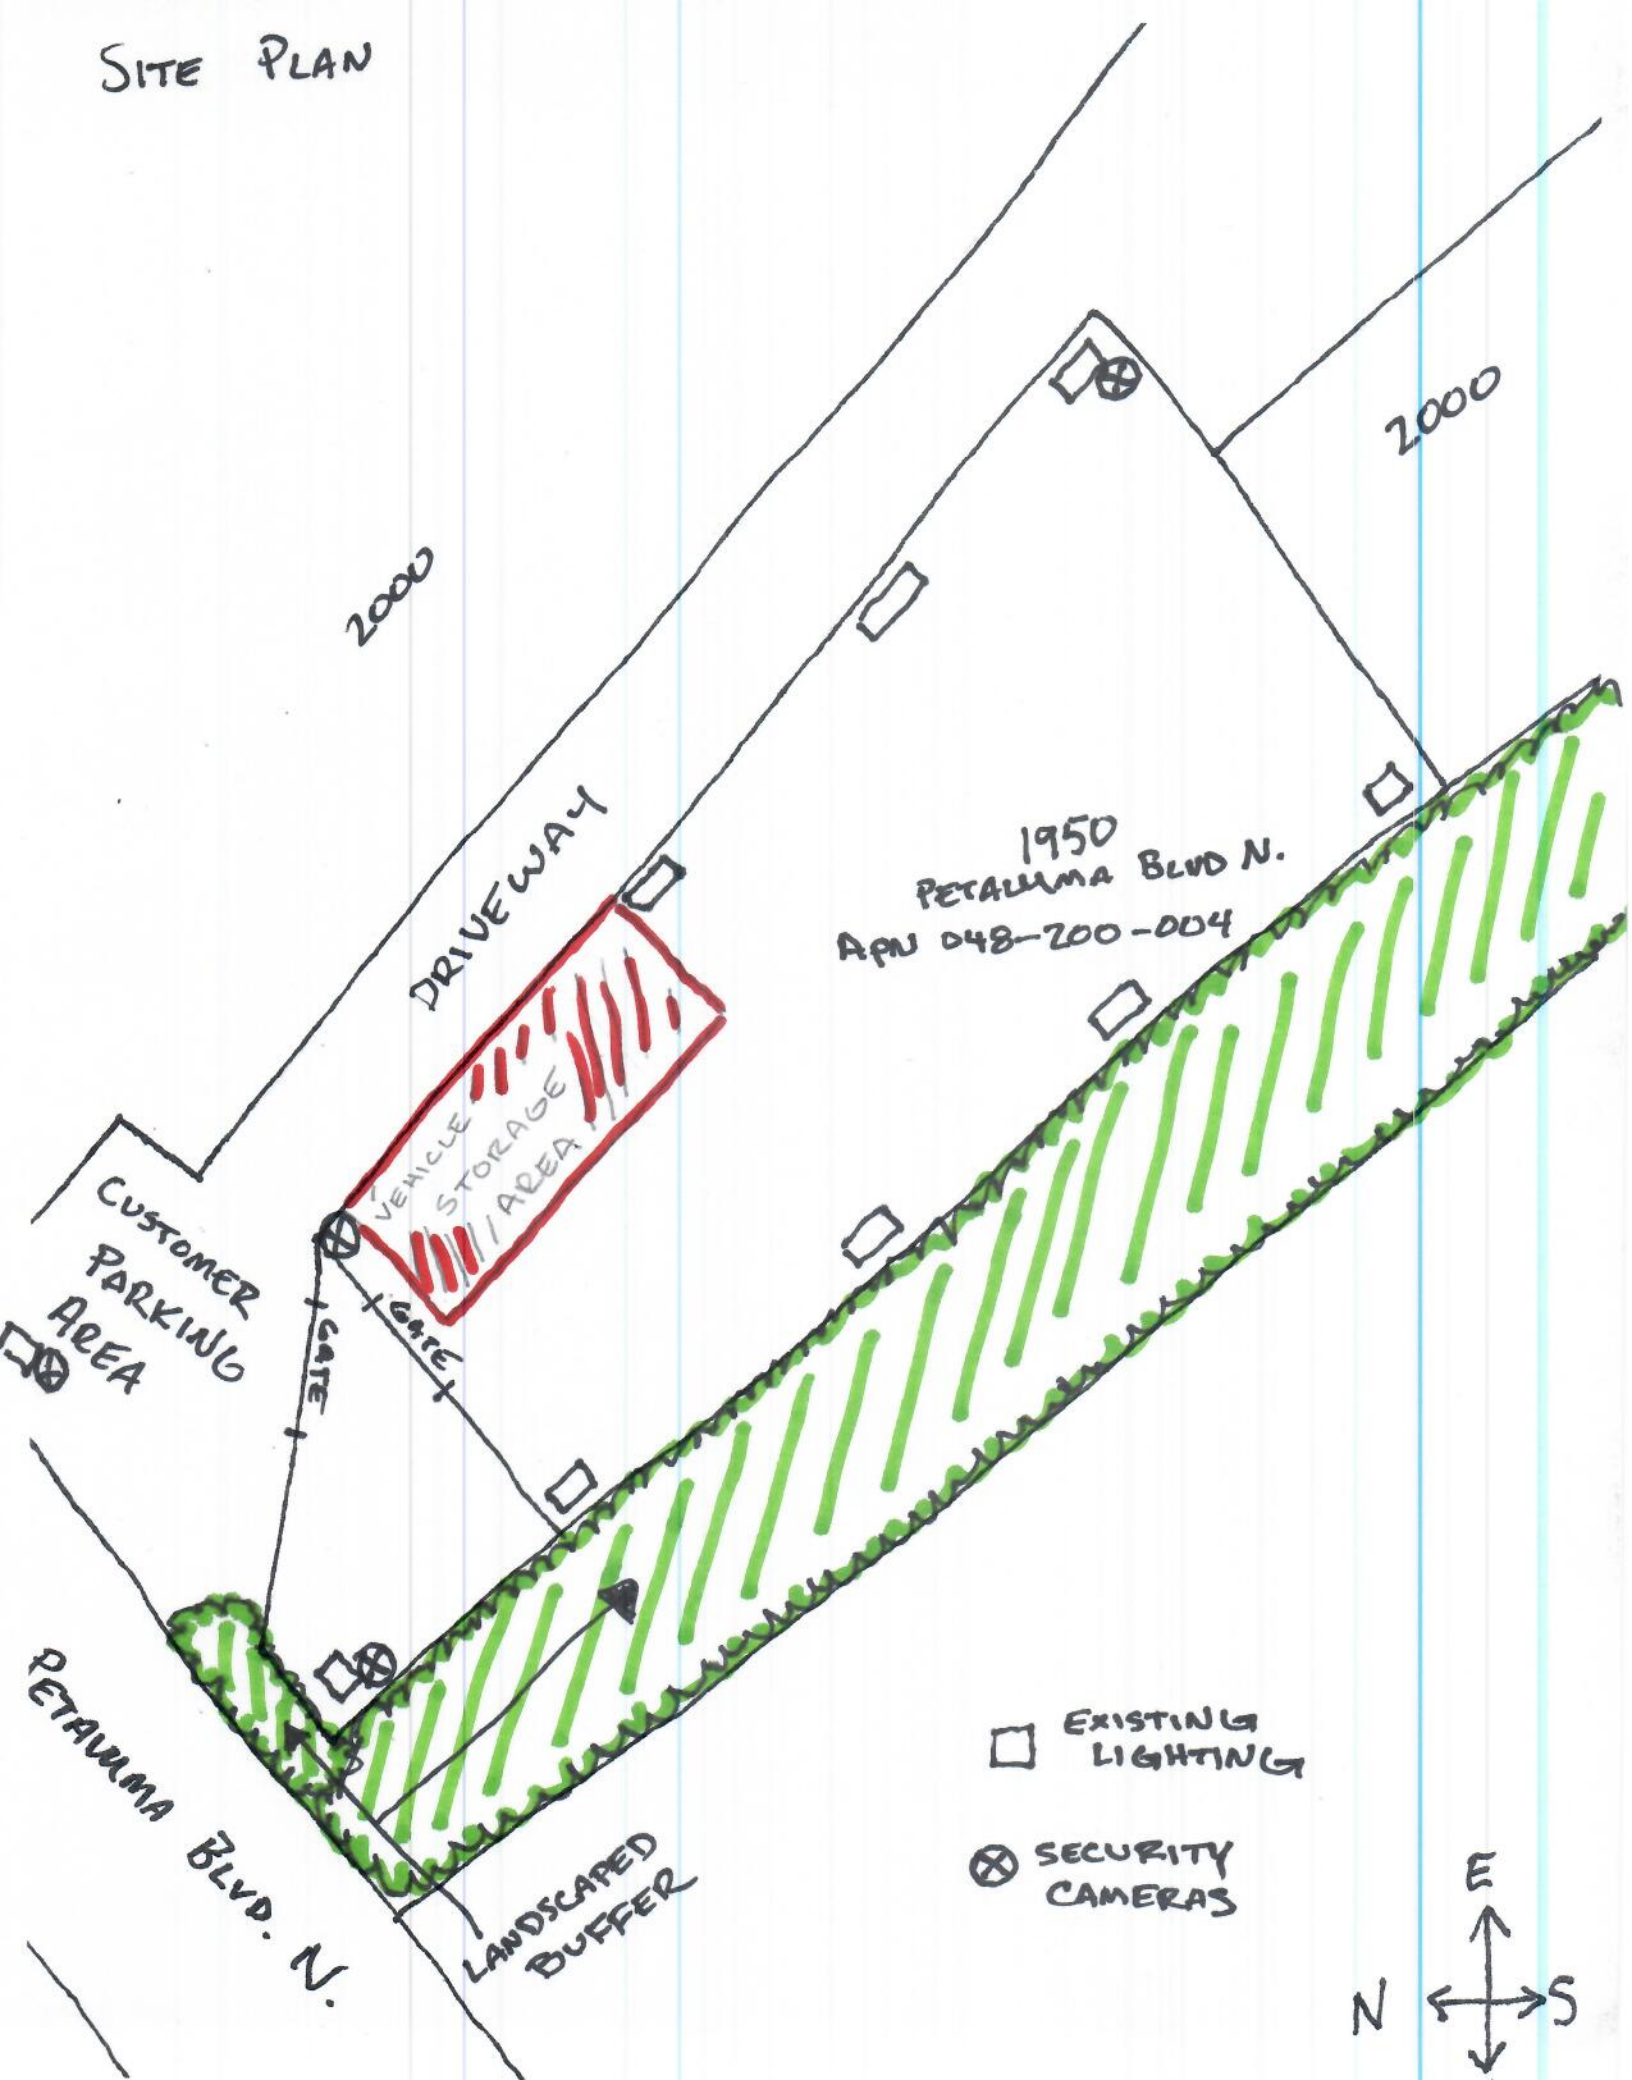 SITE PLAN
2000
2000
DRIVEWAY
1950
PETALUMA BLVD N.
APN 048-200-004
VEHICLE
STORAGE
AREA
CUSTOMER
PARKING
AREA
GATE
GATE
PETALUMA BLVD. N.
LANDSCAPED
BUFFER
EXISTING
LIGHTING
SECURITY
CAMERAS
E
N
S